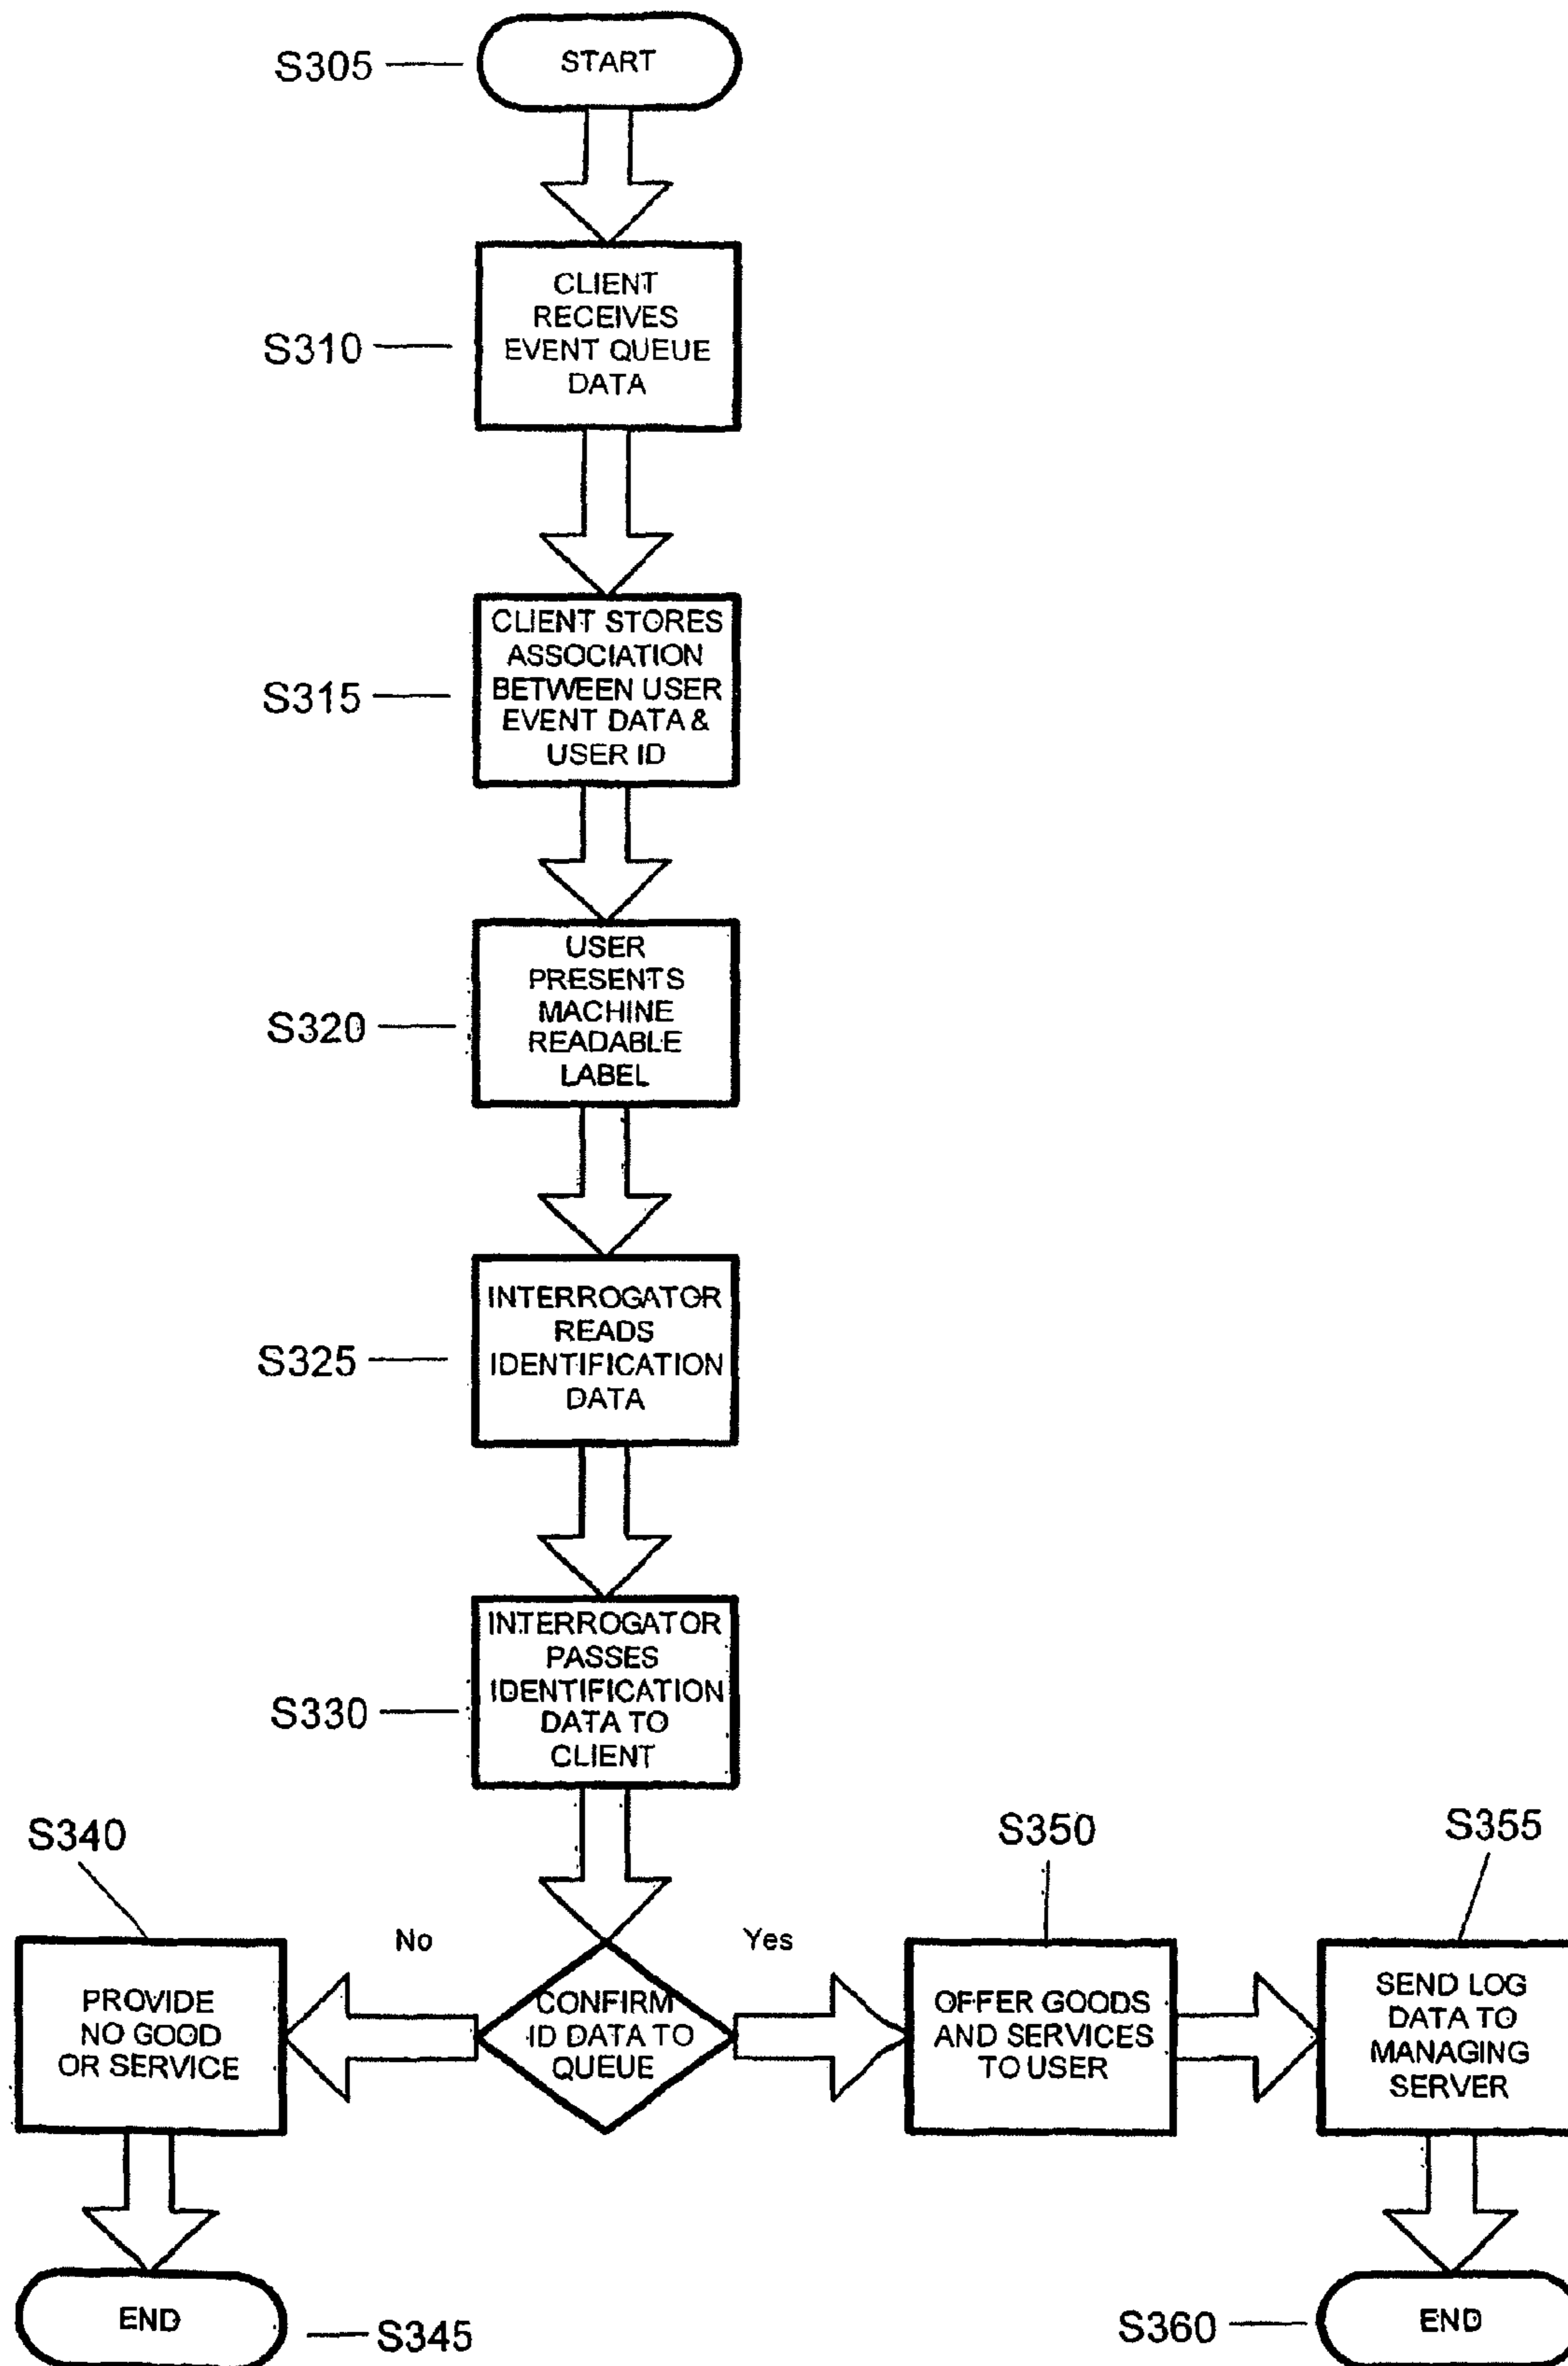 S305
START
S310
CLIENT
RECEIVES
EVENT QUEUE
DATA
S315
CLIENT STORES
ASSOCIATION
BETWEEN USER
EVENT DATA &
USER ID
S320
USER
PRESENTS
MACHINE
READABLE
LABEL
S325
INTERROGATOR
READS
IDENTIFICATION
DATA
S330
INTERROGATOR
PASSES
IDENTIFICATION
DATA TO
CLIENT
S340
S350
S355
No
Yes
PROVIDE
NO GOOD
OR SERVICE
CONFIRM
ID DATA TO
QUEUE
OFFER GOODS
AND SERVICES
TO USER
SEND LOG
DATA TO
MANAGING
SERVER
END
S345
S360
END